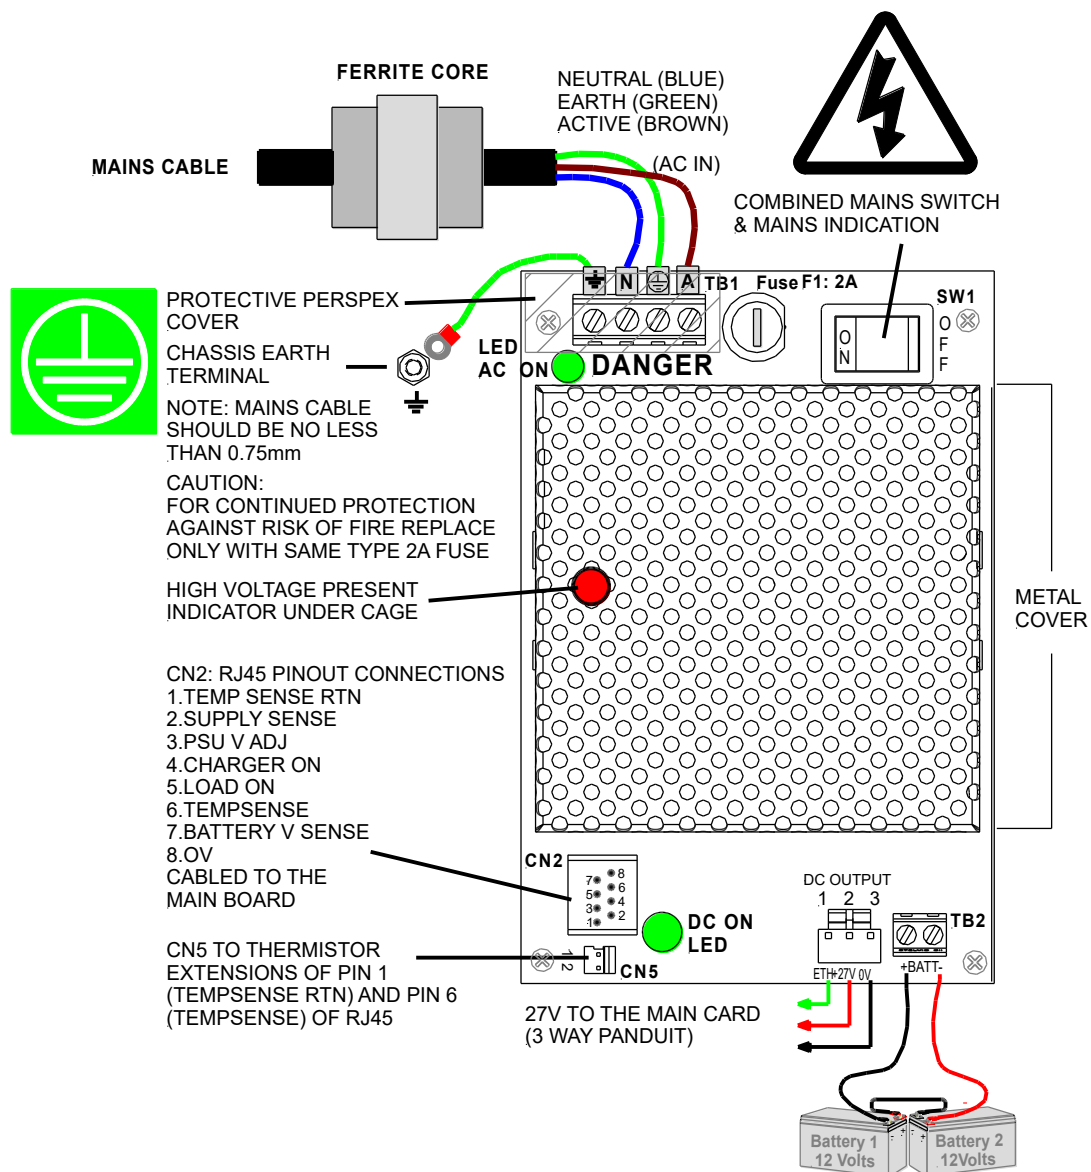 FERRITE CORE
NEUTRAL (BLUE)
EARTH (GREEN)
ACTIVE (BROWN)
MAINS CABLE
(AC IN)
COMBINED MAINS SWITCH
& MAINS INDICATION
N
A
TB1
Fuse F1: 2A
SW1
ON
OFF
PROTECTIVE PERSPEX
COVER
LED
AC ON
DANGER
CHASSIS EARTH
TERMINAL
NOTE: MAINS CABLE
SHOULD BE NO LESS
THAN 0.75mm
CAUTION:
FOR CONTINUED PROTECTION
AGAINST RISK OF FIRE REPLACE
ONLY WITH SAME TYPE 2A FUSE
HIGH VOLTAGE PRESENT
INDICATOR UNDER CAGE
METAL
COVER
CN2: RJ45 PINOUT CONNECTIONS
1.TEMP SENSE RTN
2.SUPPLY SENSE
3.PSU V ADJ
4.CHARGER ON
5.LOAD ON
6.TEMPSENSE
7.BATTERY V SENSE
8.OV
CABLED TO THE
MAIN BOARD
CN2
7 8
5 6
3 4
1 2
DC ON
LED
DC OUTPUT
1 2 3
TB2
CN5 TO THERMISTOR
EXTENSIONS OF PIN 1
(TEMPSENSE RTN) AND PIN 6
(TEMPSENSE) OF RJ45
1 2
CN5
ETH +27V 0V
+BATT-
27V TO THE MAIN CARD
(3 WAY PANDUIT)
- + - +
Battery 1
12 Volts
Battery 2
12Volts